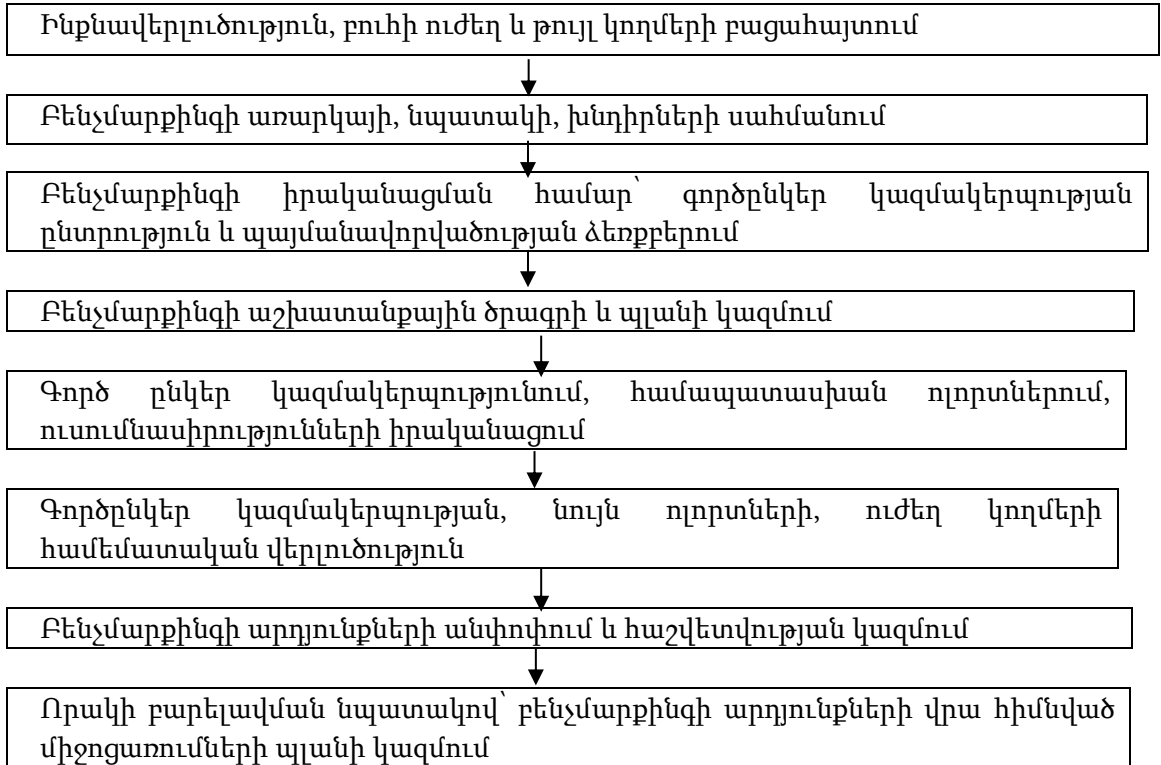 Ինքնավերլուծություն, բուհի ուժեղ և թույլ կողմերի բացահայտում
Բենչմարքինգի առարկայի, նպատակի, խնդիրների սահմանում
Բենչմարքինգի իրականացման համար՝ գործընկեր կազմակերպության
ընտրություն և պայմանավորվածության ձեռքբերում
Բենչմարքինգի աշխատանքային ծրագրի և պլանի կազմում
Գործ ընկեր կազմակերպությունում, համապատասխան ոլորտներում,
ուսումնասիրությունների իրականացում
Գործընկեր կազմակերպության, նույն ոլորտների, ուժեղ կողմերի
համեմատական վերլուծություն
Բենչմարքինգի արդյունքների ամփոփում և հաշվետվության կազմում
Որակի բարելավման նպատակով՝ բենչմարքինգի արդյունքների վրա հիմնված
միջոցառումների պլանի կազմում